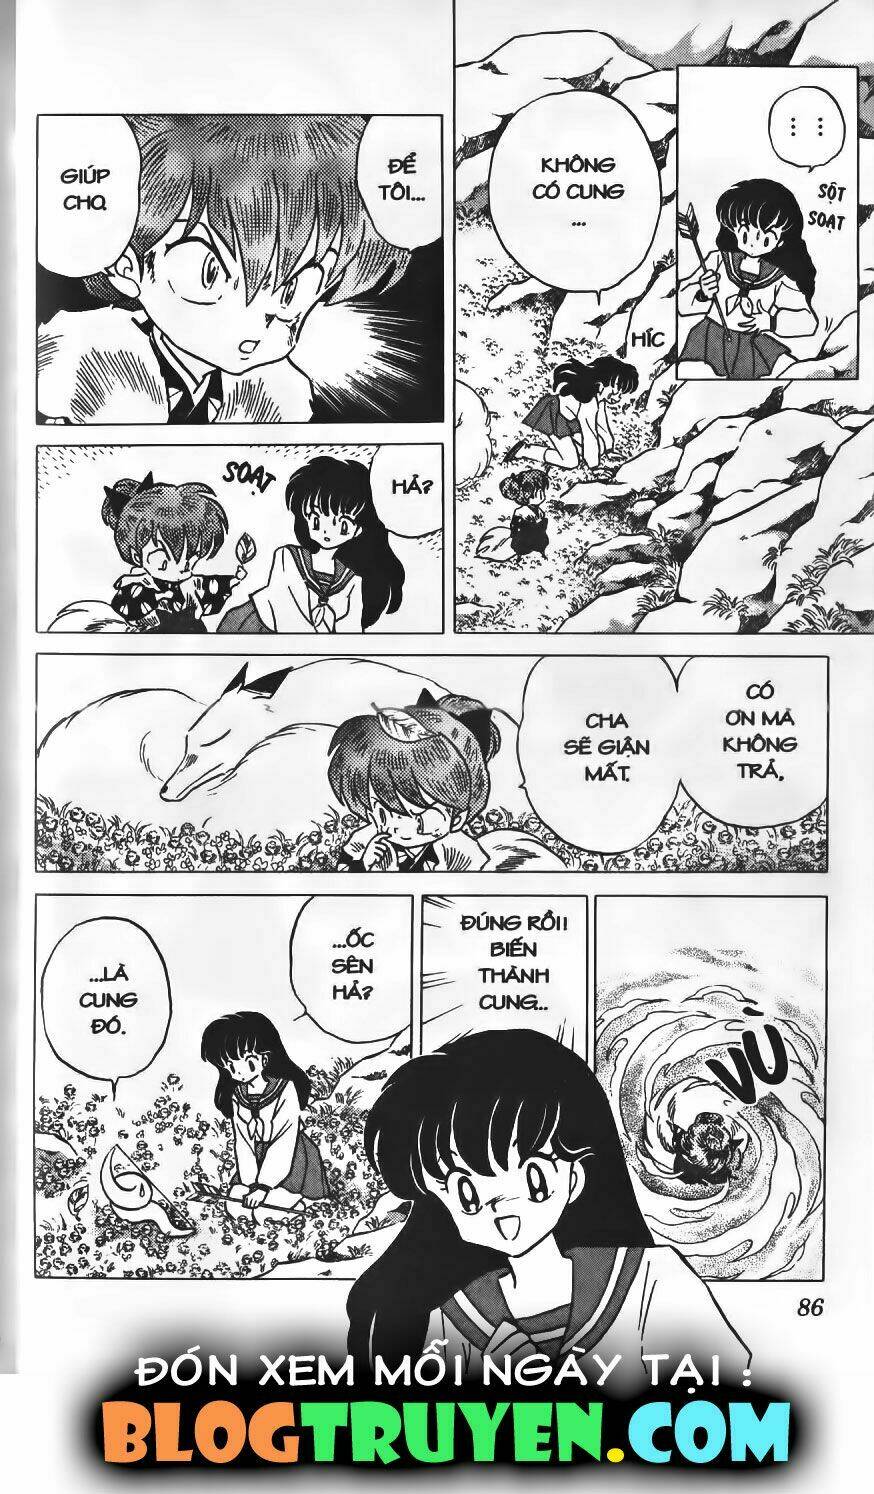 ⋮ ⋮
SỘT
SOẠT
KHÔNG
CÓ CUNG
...
HÍC
ĐỂ
TÔI...
GIÚP
CHO.
HẢ?
SOẠT
CÓ
ƠN MÀ
KHÔNG
TRẢ,
CHA
SẼ GIẬN
MẤT.
VÙ
ĐÚNG RỒI!
BIẾN
THÀNH
CUNG...
...ỐC
SÊN
HẢ?
...LÀ
CUNG
ĐÓ.
86
ĐÓN XEM MỖI NGÀY TẠI :
BLOGTRUYEN.COM